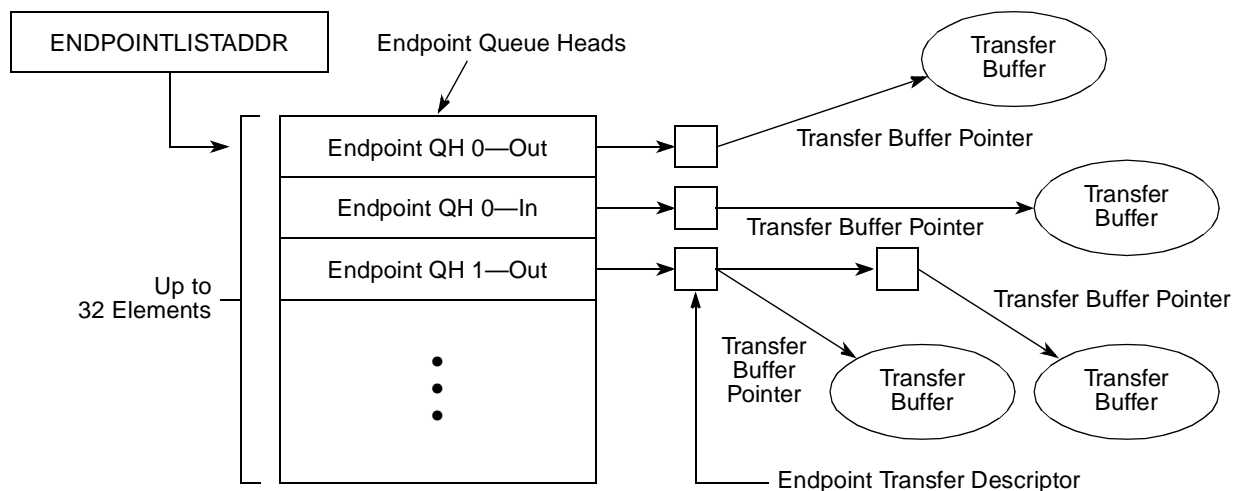 ENDPOINTLISTADDR
Endpoint Queue Heads
Transfer
Buffer
Endpoint QH 0—Out
Transfer Buffer Pointer
Endpoint QH 0—In
Transfer Buffer Pointer
Transfer
Buffer
Endpoint QH 1—Out
Up to
32 Elements
Transfer Buffer Pointer
Transfer
Buffer
Pointer
Transfer
Buffer
Transfer
Buffer
Endpoint Transfer Descriptor